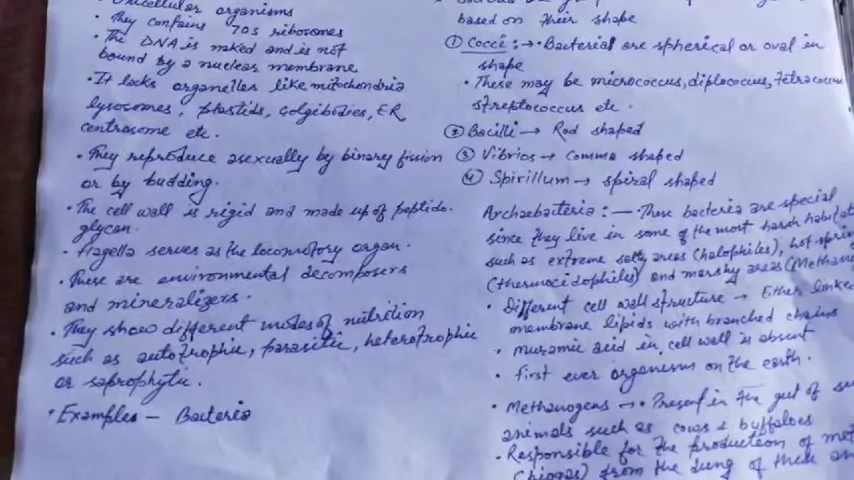 Unicellular organisms
• They contains 70s ribosomes
• The DNA is naked and is not
bound by a nuclear membrane
• It lacks organelles like mitochondria
lysosomes, plastids, golgibodies, ER
centrosome etc.
• They reproduce asexually by binary fission
or by budding.
• The cell wall is rigid and made up of peptido-
glycan.
• flagella serves as the locomotory organ.
• These are environmental decomposers
and mineralizers.
• They show different modes of nutrition
such as autotrophic, parasitic, heterotrophic
or saprophytic.
• Examples — Bacteria
based on their shape
① Cocci :→ • Bacterial are spherical or oval in
shape
• These may be micrococcus, diplococcus,
streptococcus etc.
② Bacilli → Rod shaped
③ Vibrios → Comma shaped
④ Spirillum → spiral shaped
Archaebacteria : — These bacteria are special
since they live in some of the most harsh
such as extreme salty areas (halophiles), hot
(thermoacidophiles) and marshy areas
• Different cell wall structure → Ether linked
membrane lipids with branched chains
• muramic acid in cell wall is absent
• first ever organism on the earth.
• Methanogens → • Present in the gut of
animals such as cows & buffaloes
• Responsible for the production of
(biogas) from the dung of these